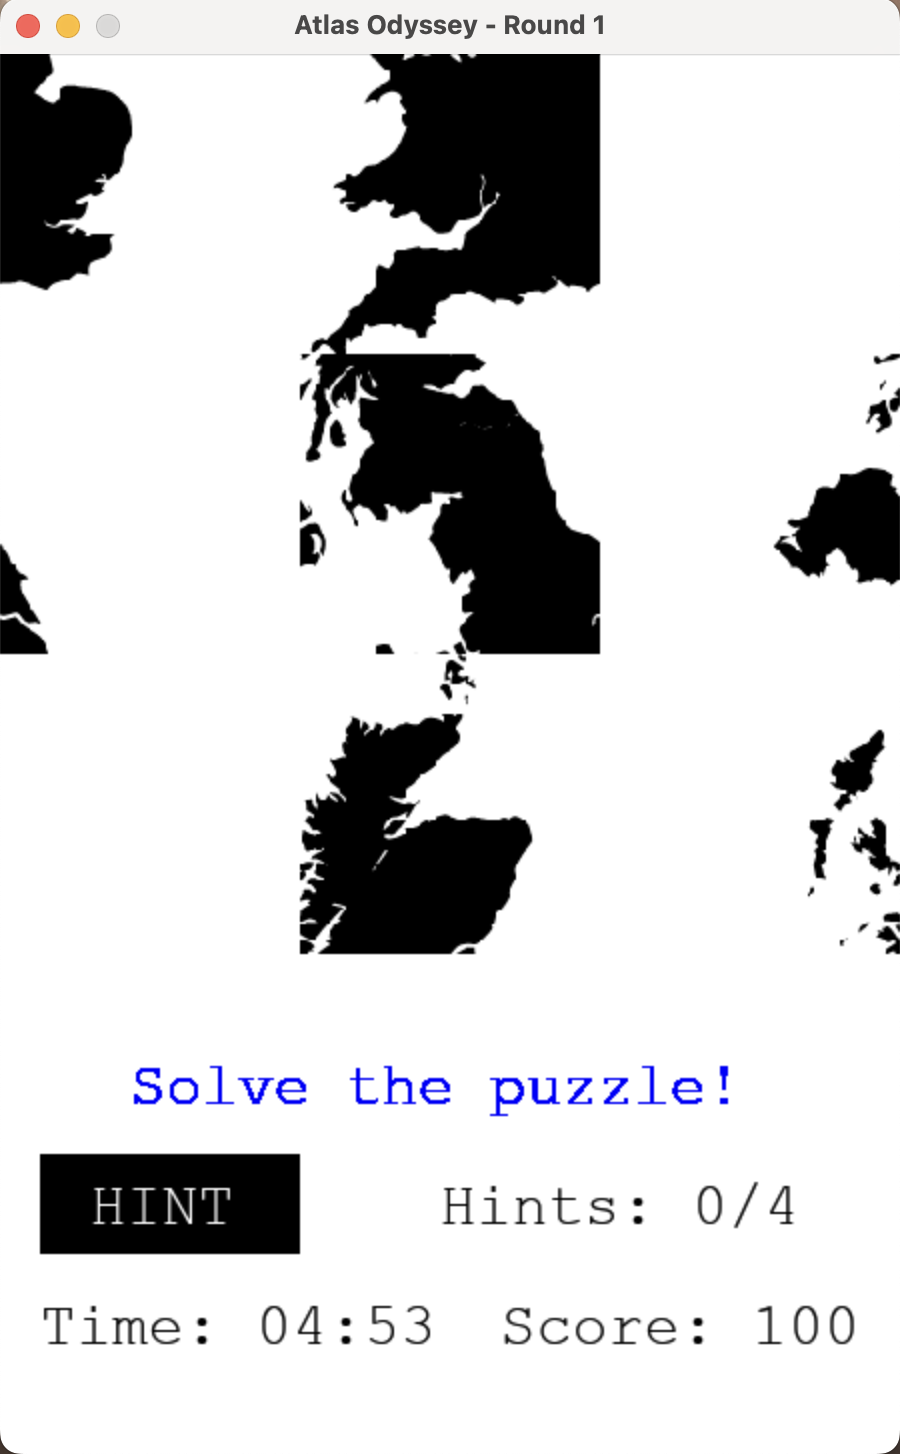 Atlas Odyssey - Round 1
Solve the puzzle!
HINT Hints: 0/4
Time: 04:53 Score: 100